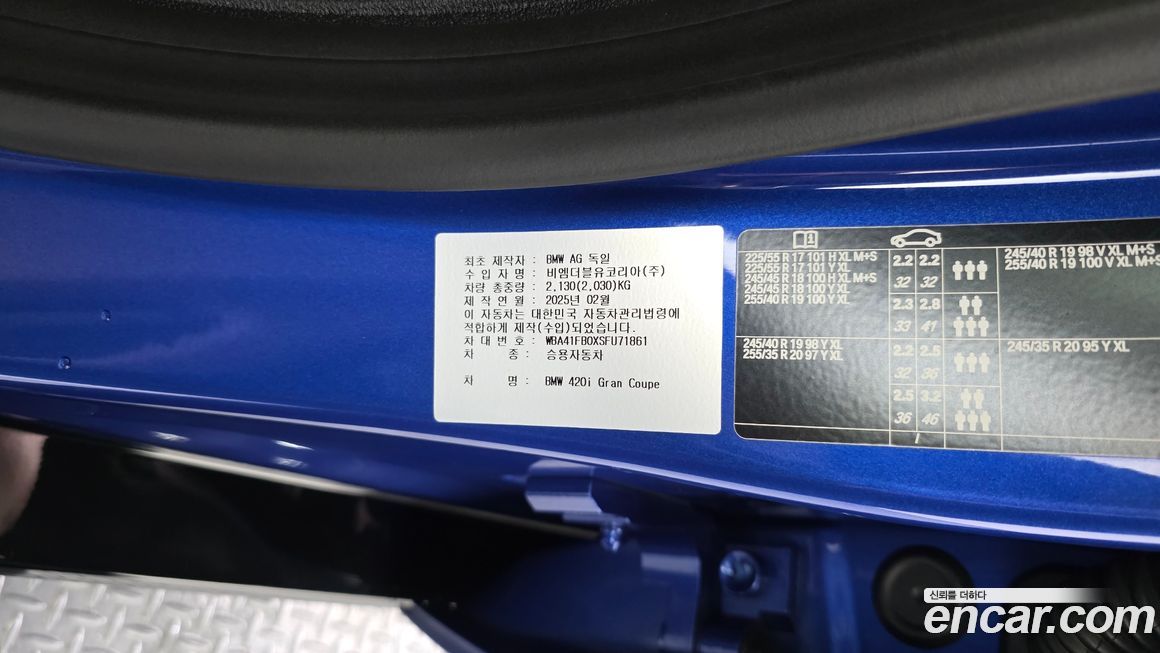 최초 제작자 : BMW AG 독일
수 입 자 명 : 비엠더블유코리아(주)
차량 총중량 : 2,130(2,030)KG
제 작 연 월 : 2025년 02월
이 자동차는 대한민국 자동차관리법령에
적합하게 제작(수입)되었습니다.
차 대 번 호 : WBA41FB0XSFU71861
차 종 : 승용자동차
차 명 : BMW 420i Gran Coupe
225/55 R 17 101 H XL M+S
225/55 R 17 101 Y XL
245/45 R 18 100 H XL M+S
245/45 R 18 100 Y XL
255/40 R 19 100 Y XL
2.2 2.2
32 32
2.3 2.8
33 41
245/40 R 19 98 V XL M+S
255/40 R 19 100 V XL M+S
245/40 R 19 98 Y XL
255/35 R 20 97 Y XL
2.2 2.5
32 36
2.5 3.2
36 46
245/35 R 20 95 Y XL
신뢰를 더하다
encar.com